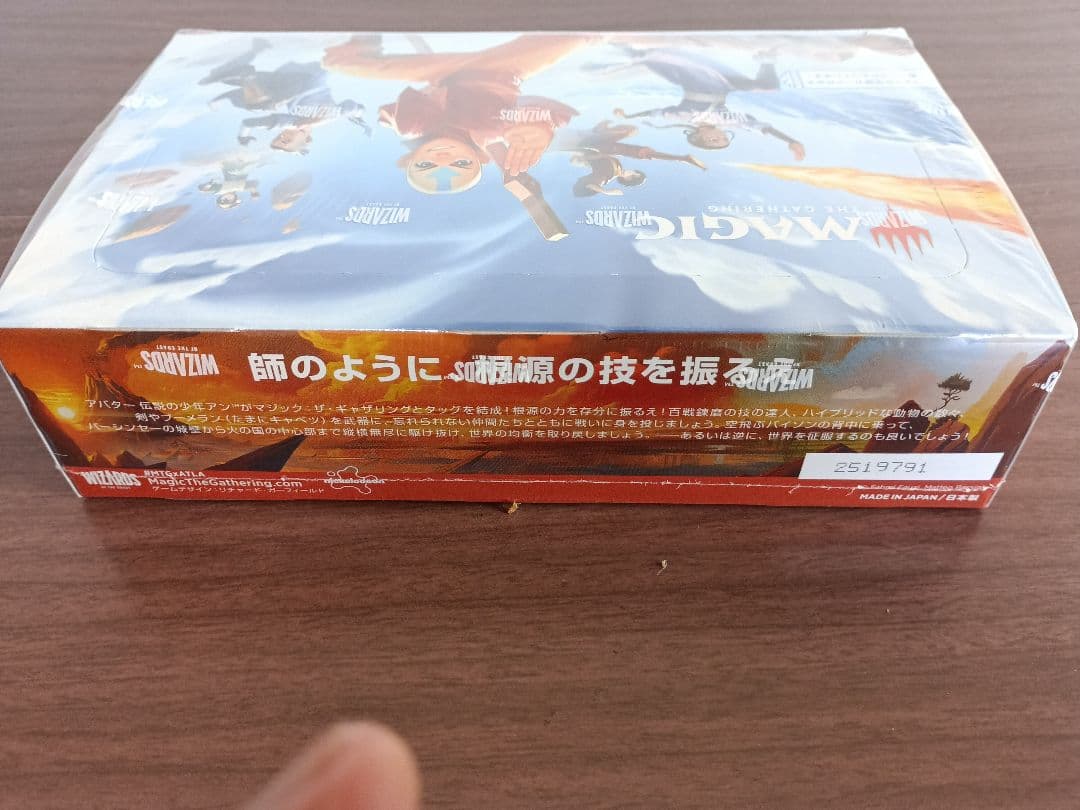 MAGIC
THE GATHERING
WIZARDS
OF THE COAST
師のように、根源の技を振るえ
アバター 伝説の少年アン™がマジック・ザ・ギャザリングとタッグを結成！根源の力を存分に振るえ！百戦錬磨の技の達人、ハイブリッドな動物の数々、
剣やブーメラン(たまにキャベツ)を武器に、忘れられない仲間たちとともに戦いに身を投じましょう。空飛ぶバイソンの背中に乗って、
バーシンセーの城壁から火の国の中心部まで縦横無尽に駆け抜け、世界の均衡を取り戻しましょう。――あるいは逆に、世界を征服するのも良いでしょう！
2519791
WIZARDS
#MTGxATLA
MagicTheGathering.com
ゲームデザイン・リチャード・ガーフィールド
nickelodeon
MADE IN JAPAN / 日本製